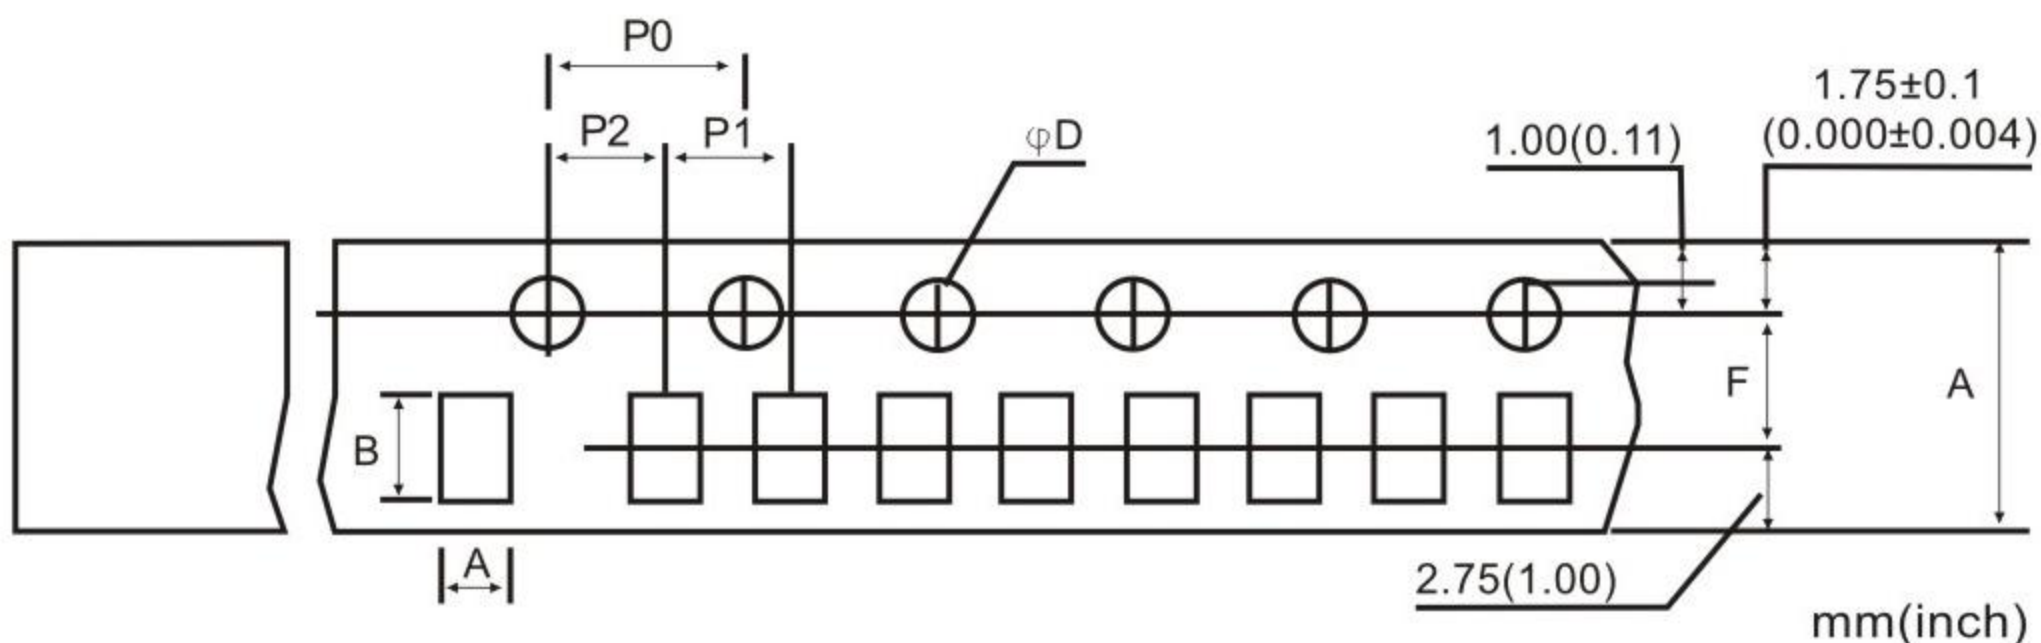 P0
P2
P1
φD
1.00(0.11)
1.75±0.1
(0.000±0.004)
B
F
A
A
2.75(1.00)
mm(inch)